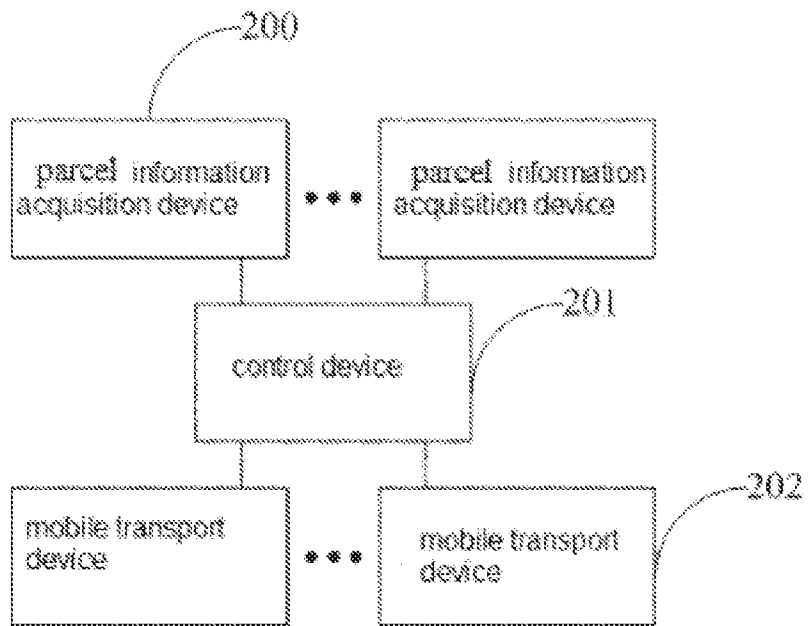 200
parcel information
acquisition device
parcel information
acquisition device
201
control device
202
mobile transport
device
mobile transport
device